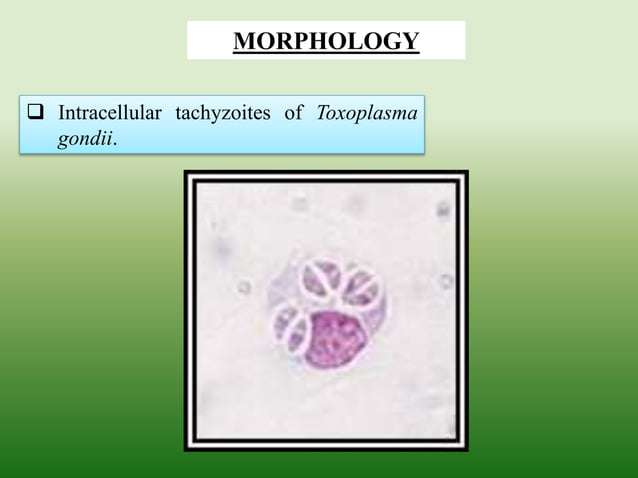 MORPHOLOGY
❑ Intracellular tachyzoites of Toxoplasma
gondii.